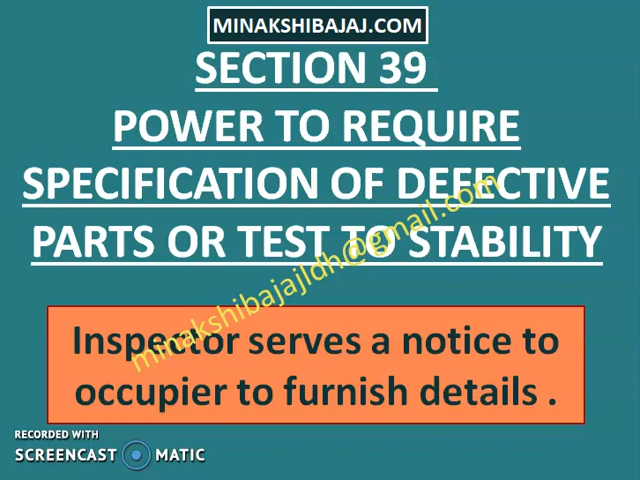 MINAKSHIBAJAJ.COM
SECTION 39
POWER TO REQUIRE
SPECIFICATION OF DEFECTIVE
PARTS OR TEST TO STABILITY
minakshibajajldh@gmail.com
Inspector serves a notice to
occupier to furnish details .
RECORDED WITH
SCREENCAST MATIC